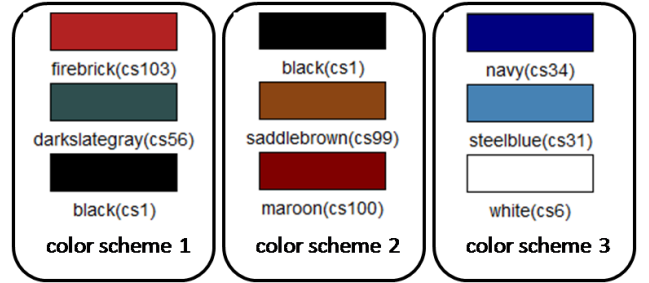 firebrick(cs103)
darkslategray(cs56)
black(cs1)
color scheme 1
black(cs1)
saddlebrown(cs99)
maroon(cs100)
color scheme 2
navy(cs34)
steelblue(cs31)
white(cs6)
color scheme 3